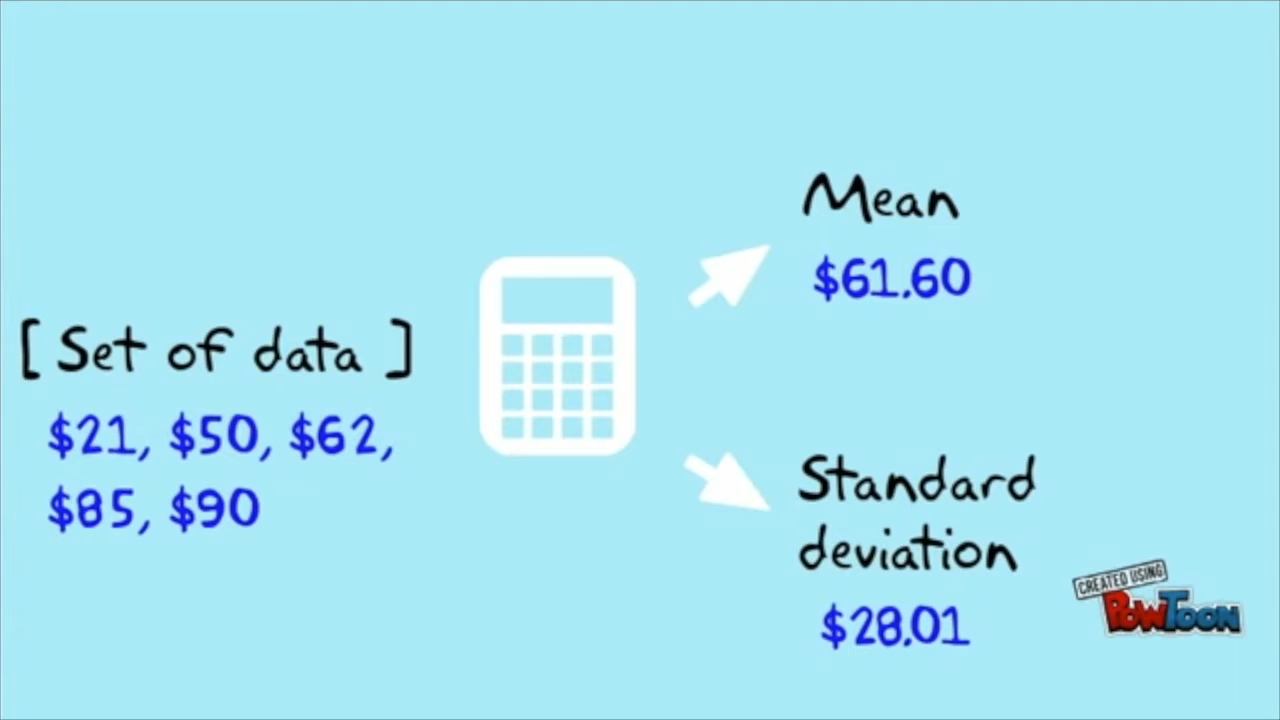 [ Set of data ]
$21, $50, $62,
$85, $90
Mean
$61.60
Standard
deviation
$28.01
CREATED USING
POWTOON